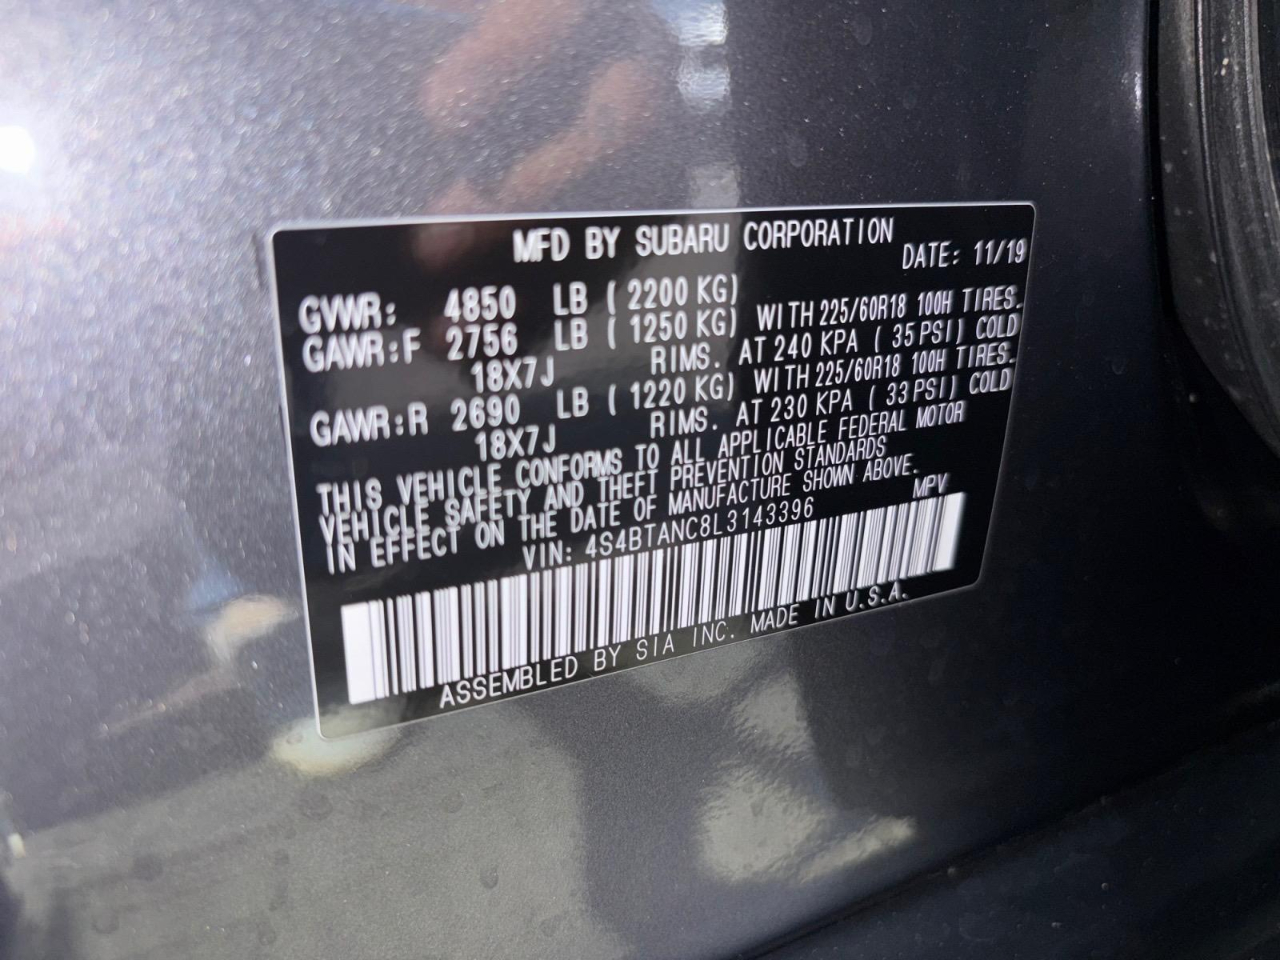 MFD BY SUBARU CORPORATION
DATE: 11/19
GVWR: 4850 LB ( 2200 KG)
GAWR:F 2756 LB ( 1250 KG) WITH 225/60R18 100H TIRES.
18X7J RIMS. AT 240 KPA ( 35 PSI) COLD
GAWR:R 2690 LB ( 1220 KG) WITH 225/60R18 100H TIRES.
18X7J RIMS. AT 230 KPA ( 33 PSI) COLD
THIS VEHICLE CONFORMS TO ALL APPLICABLE FEDERAL MOTOR
VEHICLE SAFETY AND THEFT PREVENTION STANDARDS
IN EFFECT ON THE DATE OF MANUFACTURE SHOWN ABOVE.
VIN: 4S4BTANC8L3143396 MPV
ASSEMBLED BY SIA INC. MADE IN U.S.A.